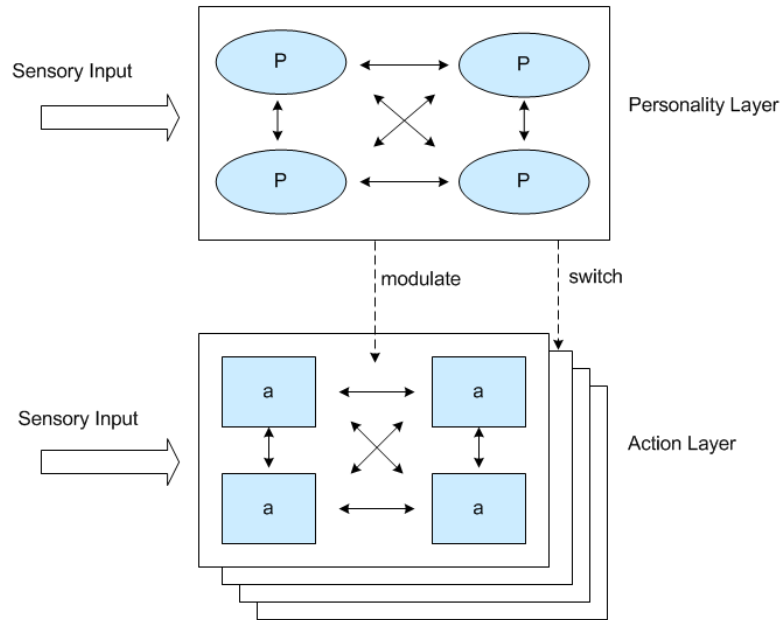 Sensory Input
P
P
Personality Layer
P
P
modulate
switch
a
a
Sensory Input
Action Layer
a
a